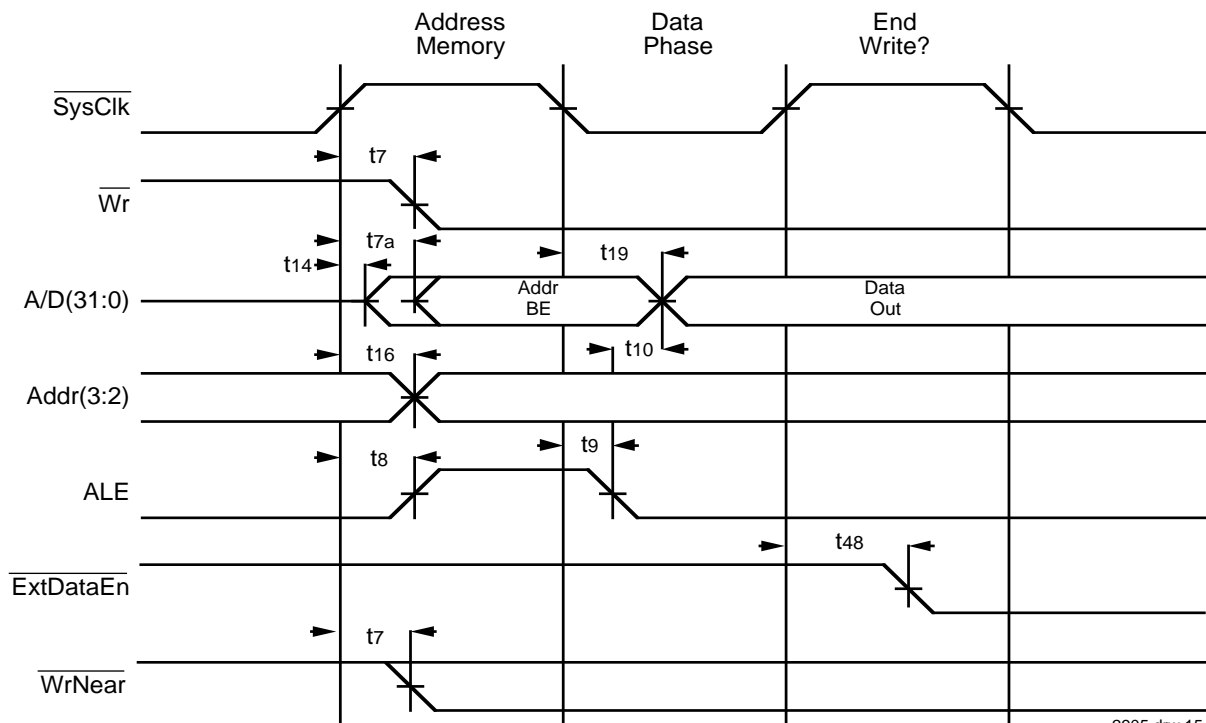 Address
Memory
Data
Phase
End
Write?
SysClk
t7
Wr
t7a
t14
t19
A/D(31:0)
Addr
BE
Data
Out
t10
t16
Addr(3:2)
t9
t8
ALE
t48
ExtDataEn
t7
WrNear